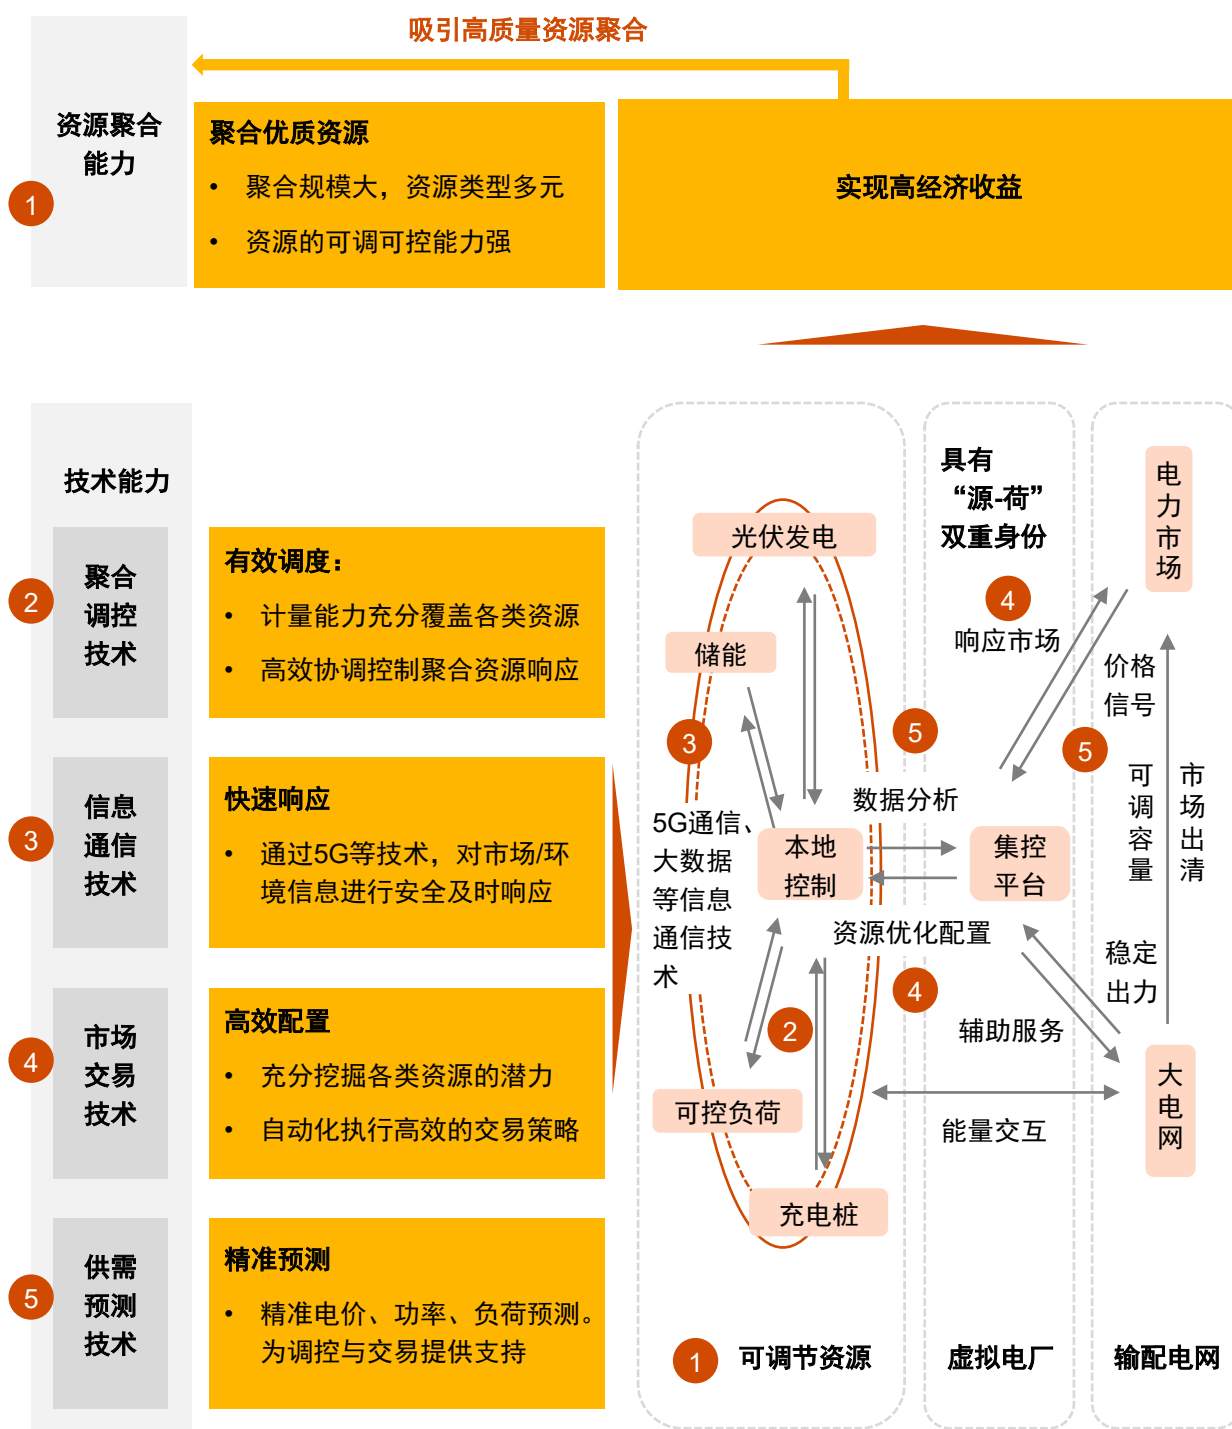 吸引高质量资源聚合
资源聚合
能力
1
聚合优质资源
• 聚合规模大，资源类型多元
• 资源的可调可控能力强
实现高经济收益
技术能力
2
聚合
调控
技术
有效调度：
• 计量能力充分覆盖各类资源
• 高效协调控制聚合资源响应
3
信息
通信
技术
快速响应
• 通过5G等技术，对市场/环
境信息进行安全及时响应
4
市场
交易
技术
高效配置
• 充分挖掘各类资源的潜力
• 自动化执行高效的交易策略
5
供需
预测
技术
精准预测
• 精准电价、功率、负荷预测。
为调控与交易提供支持
光伏发电
储能
3
5G通信、
大数据
等信息
通信技
术
本地
控制
2
可控负荷
充电桩
1
可调节资源
5
数据分析
资源优化配置
4
具有
“源-荷”
双重身份
4
响应市场
集控
平台
辅助服务
能量交互
虚拟电厂
电力市场
价格
信号
5
可调容量
市场出清
稳定
出力
大电网
输配电网